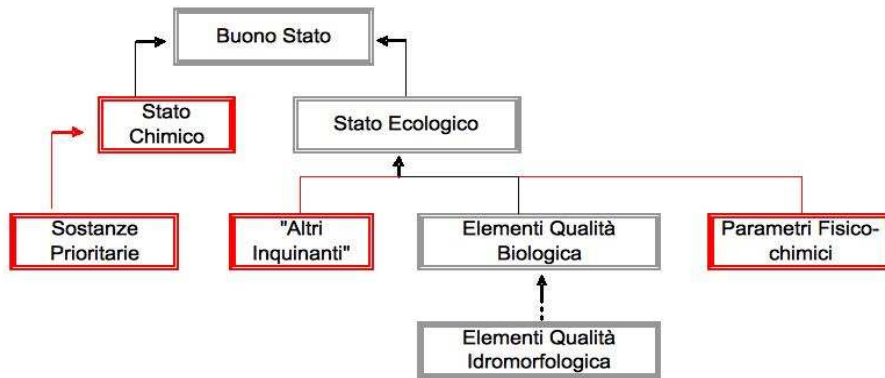 Buono Stato
Stato
Chimico
Stato Ecologico
Sostanze
Prioritarie
"Altri
Inquinanti"
Elementi Qualità
Biologica
Parametri Fisico-
chimici
Elementi Qualità
Idromorfologica